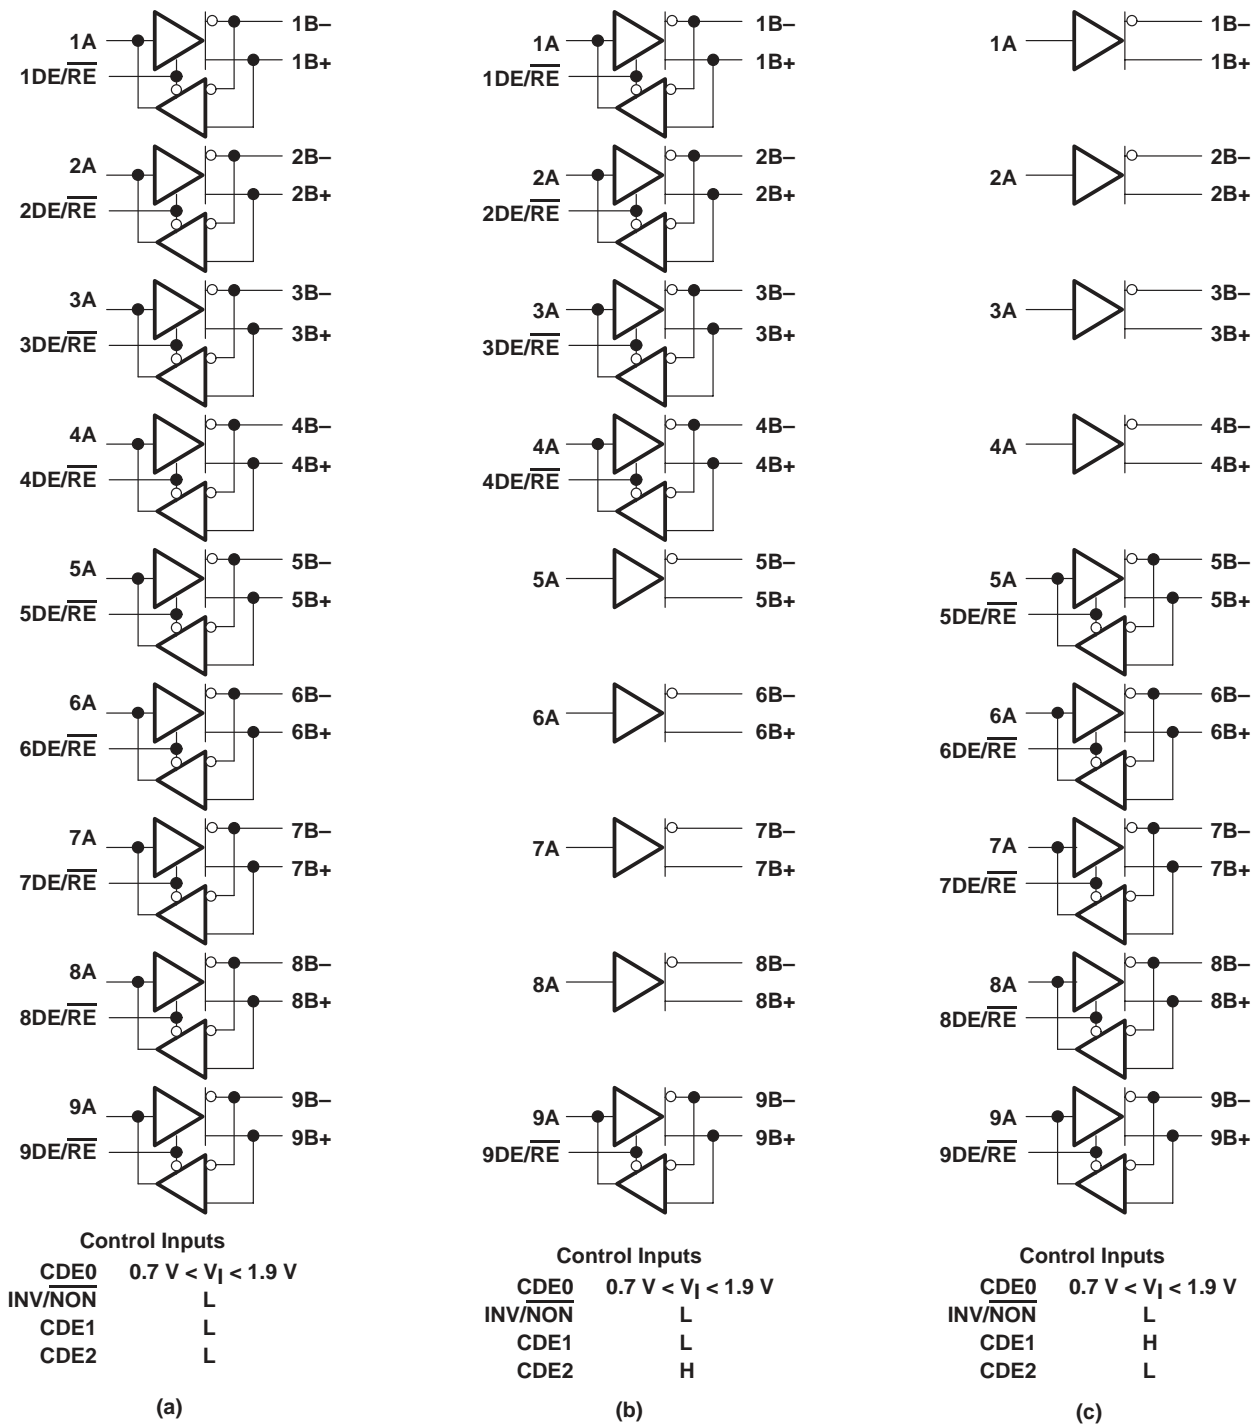 1A
1DE/RE
1B–
1B+
2A
2DE/RE
2B–
2B+
3A
3DE/RE
3B–
3B+
4A
4DE/RE
4B–
4B+
5A
5DE/RE
5B–
5B+
6A
6DE/RE
6B–
6B+
7A
7DE/RE
7B–
7B+
8A
8DE/RE
8B–
8B+
9A
9DE/RE
9B–
9B+
Control Inputs
CDE0 0.7 V < VI < 1.9 V
INV/NON L
CDE1 L
CDE2 L
(a)
1A
1DE/RE
1B–
1B+
2A
2DE/RE
2B–
2B+
3A
3DE/RE
3B–
3B+
4A
4DE/RE
4B–
4B+
5A
5B–
5B+
6A
6B–
6B+
7A
7B–
7B+
8A
8B–
8B+
9A
9DE/RE
9B–
9B+
Control Inputs
CDE0 0.7 V < VI < 1.9 V
INV/NON L
CDE1 L
CDE2 H
(b)
1A
1B–
1B+
2A
2B–
2B+
3A
3B–
3B+
4A
4B–
4B+
5A
5DE/RE
5B–
5B+
6A
6DE/RE
6B–
6B+
7A
7DE/RE
7B–
7B+
8A
8DE/RE
8B–
8B+
9A
9DE/RE
9B–
9B+
Control Inputs
CDE0 0.7 V < VI < 1.9 V
INV/NON L
CDE1 H
CDE2 L
(c)